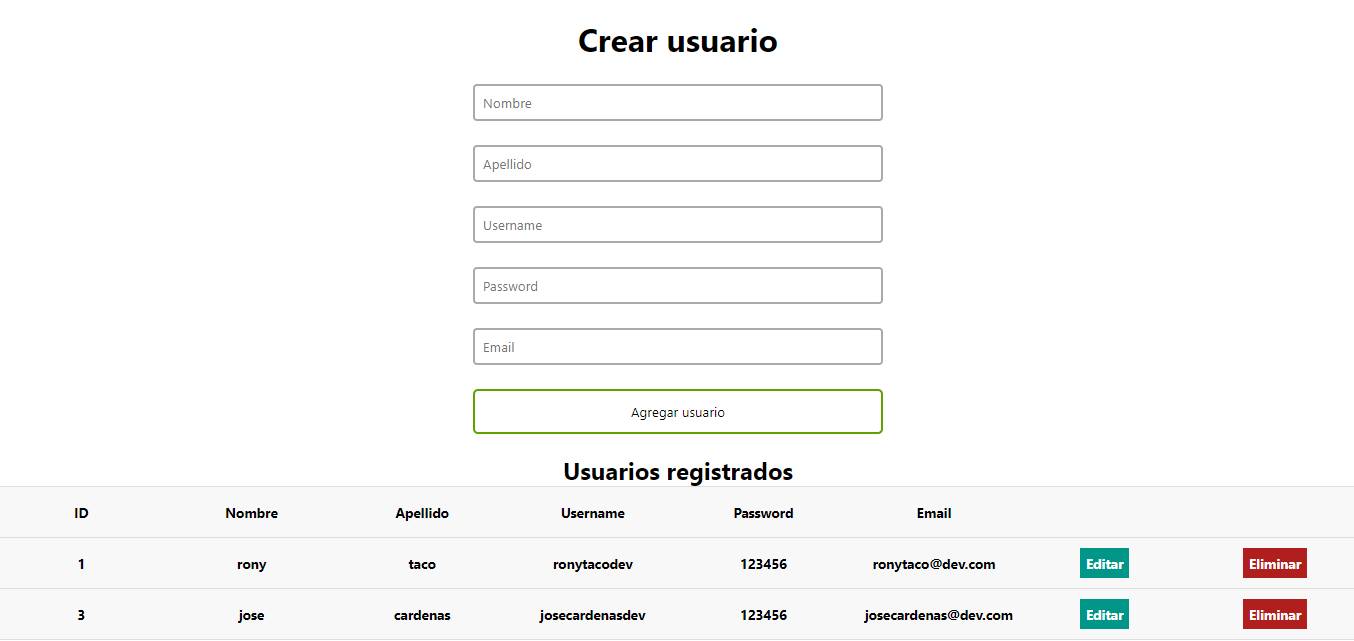 Crear usuario
Nombre
Apellido
Username
Password
Email
Agregar usuario
Usuarios registrados
ID Nombre Apellido Username Password Email
1 rony taco ronytacodev 123456 ronytaco@dev.com Editar Eliminar
3 jose cardenas josecardenasdev 123456 josecardenas@dev.com Editar Eliminar